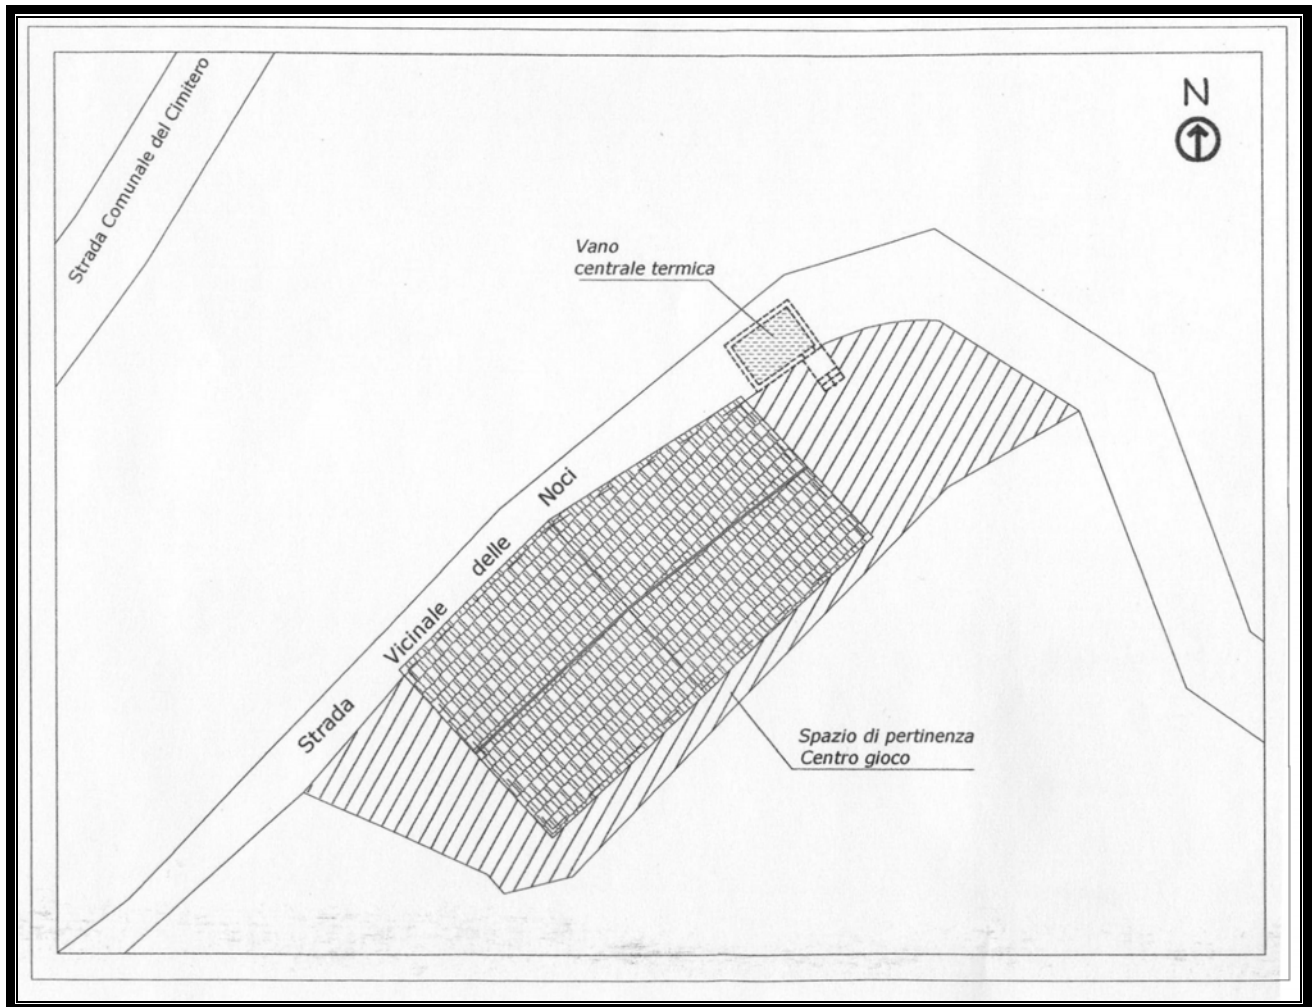 Strada Comunale del Cimitero
N
Vano
centrale termica
Strada Vicinale delle Noci
Spazio di pertinenza
Centro gioco